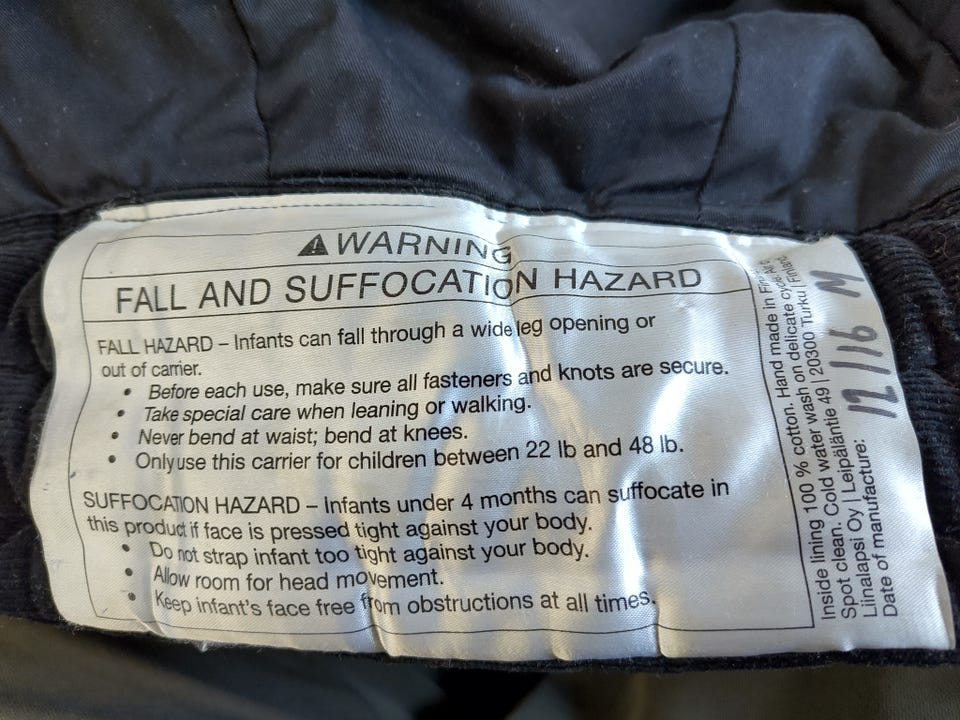 WARNING
FALL AND SUFFOCATION HAZARD
FALL HAZARD – Infants can fall through a wide leg opening or
out of carrier.
• Before each use, make sure all fasteners and knots are secure.
• Take special care when leaning or walking.
• Never bend at waist; bend at knees.
• Only use this carrier for children between 22 lb and 48 lb.
SUFFOCATION HAZARD – Infants under 4 months can suffocate in
this product if face is pressed tight against your body.
• Do not strap infant too tight against your body.
• Allow room for head movement.
• Keep infant's face free from obstructions at all times.
Inside lining 100 % cotton. Hand made in
Spot clean. Cold water wash on delicate
Liinalapsi Oy | Leipäläntie 49 | 20300 Turku | Finland
Date of manufacture:
12/16 M